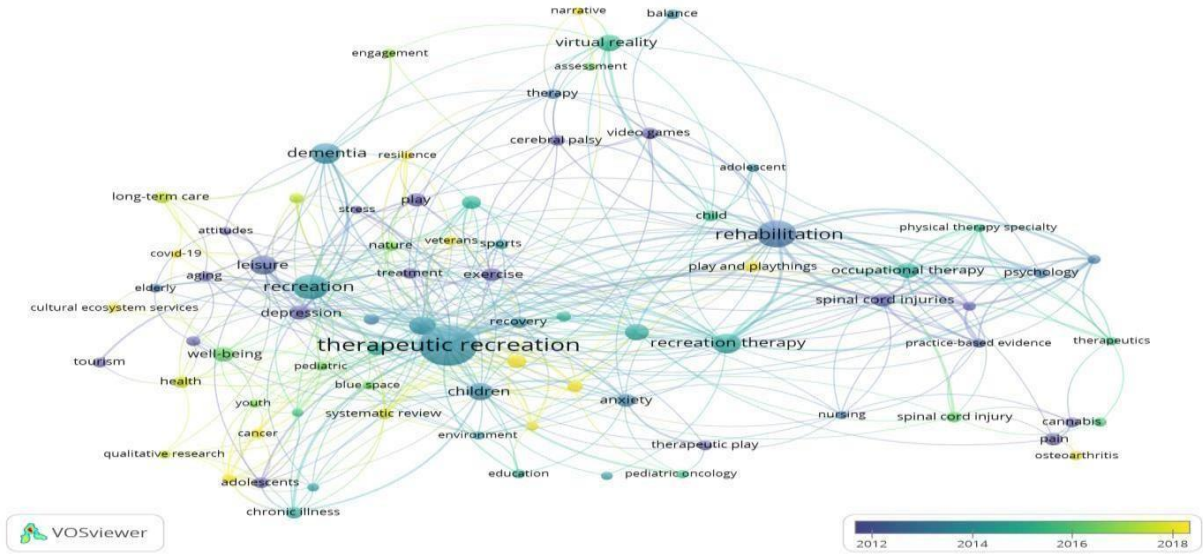 narrative
balance
virtual reality
engagement
assessment
therapy
cerebral palsy
video games
dementia
resilience
adolescent
long-term care
stress
play
child
attitudes
nature
veterans
sports
rehabilitation
physical therapy specialty
covid-19
leisure
aging
treatment
exercise
play and playthings
occupational therapy
psychology
elderly
recreation
cultural ecosystem services
depression
spinal cord injuries
recovery
therapeutic recreation
recreation therapy
practice-based evidence
therapeutics
tourism
well-being
pediatric
health
blue space
children
anxiety
youth
systematic review
nursing
spinal cord injury
cannabis
cancer
environment
therapeutic play
pain
qualitative research
osteoarthritis
adolescents
education
pediatric oncology
chronic illness
VOSviewer
2012 2014 2016 2018